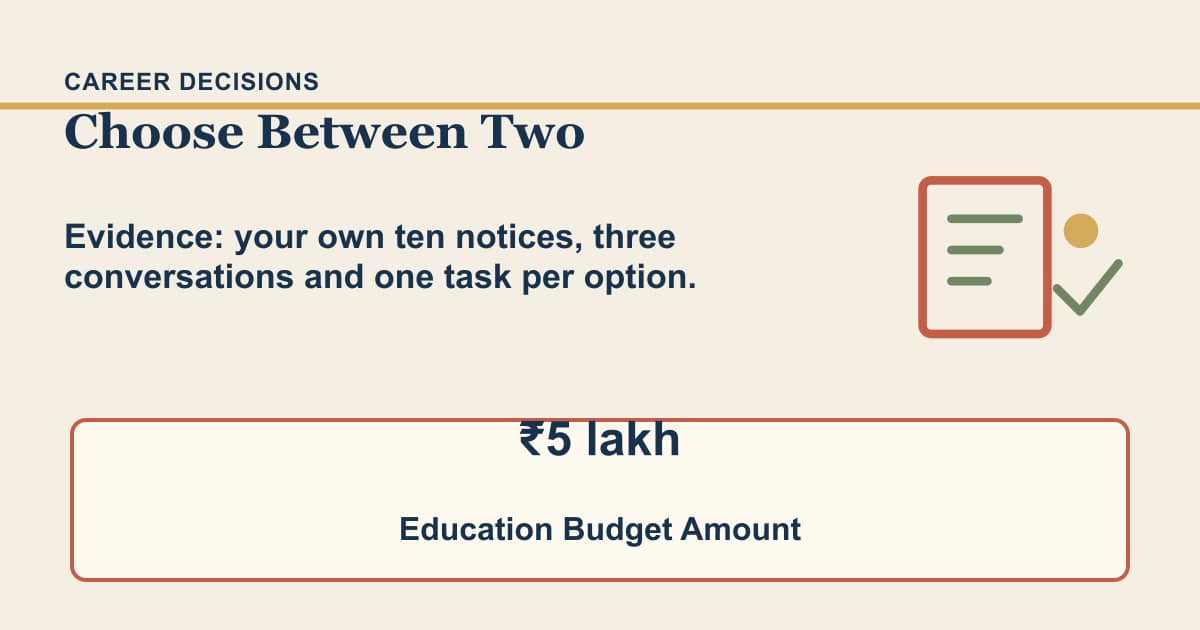 CAREER DECISIONS
Choose Between Two
Evidence: your own ten notices, three
conversations and one task per option.
₹5 lakh
Education Budget Amount